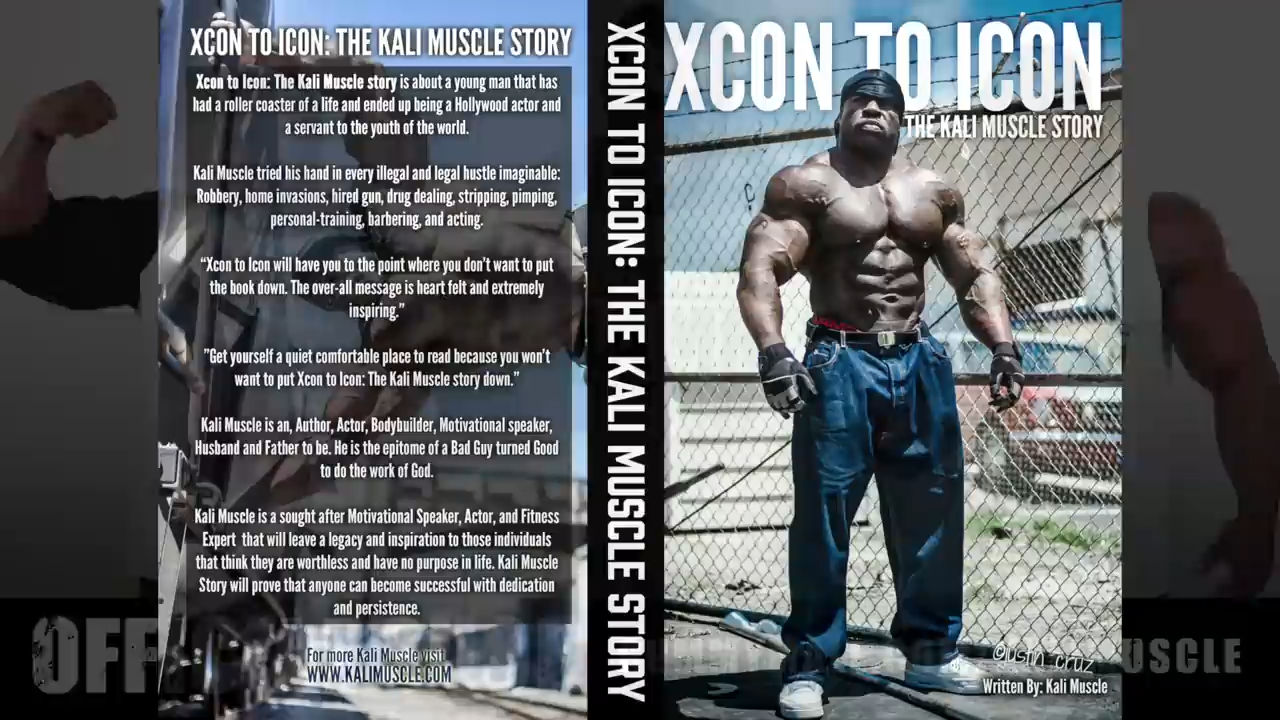 XCON TO ICON: THE KALI MUSCLE STORY
Xcon to Icon: The Kali Muscle story is about a young man that has
had a roller coaster of a life and ended up being a Hollywood actor and
a servant to the youth of the world.
Kali Muscle tried his hand in every illegal and legal hustle imaginable:
Robbery, home invasions, hired gun, drug dealing, stripping, pimping,
personal-training, barbering, and acting.
“Xcon to Icon will have you to the point where you don't want to put
the book down. The over-all message is heart felt and extremely
inspiring.”
"Get yourself a quiet comfortable place to read because you won't
want to put Xcon to Icon: The Kali Muscle story down.”
Kali Muscle is an, Author, Actor, Bodybuilder, Motivational speaker,
Husband and Father to be. He is the epitome of a Bad Guy turned Good
to do the work of God.
Kali Muscle is a sought after Motivational Speaker, Actor, and Fitness
Expert that will leave a legacy and inspiration to those individuals
that think they are worthless and have no purpose in life. Kali Muscle
Story will prove that anyone can become successful with dedication
and persistence.
For more Kali Muscle visit
WWW.KALIMUSCLE.COM
XCON TO ICON: THE KALI MUSCLE STORY
XCON TO ICON
THE KALI MUSCLE STORY
@justin_cruz_
Written By: Kali Muscle
OFF
USCLE